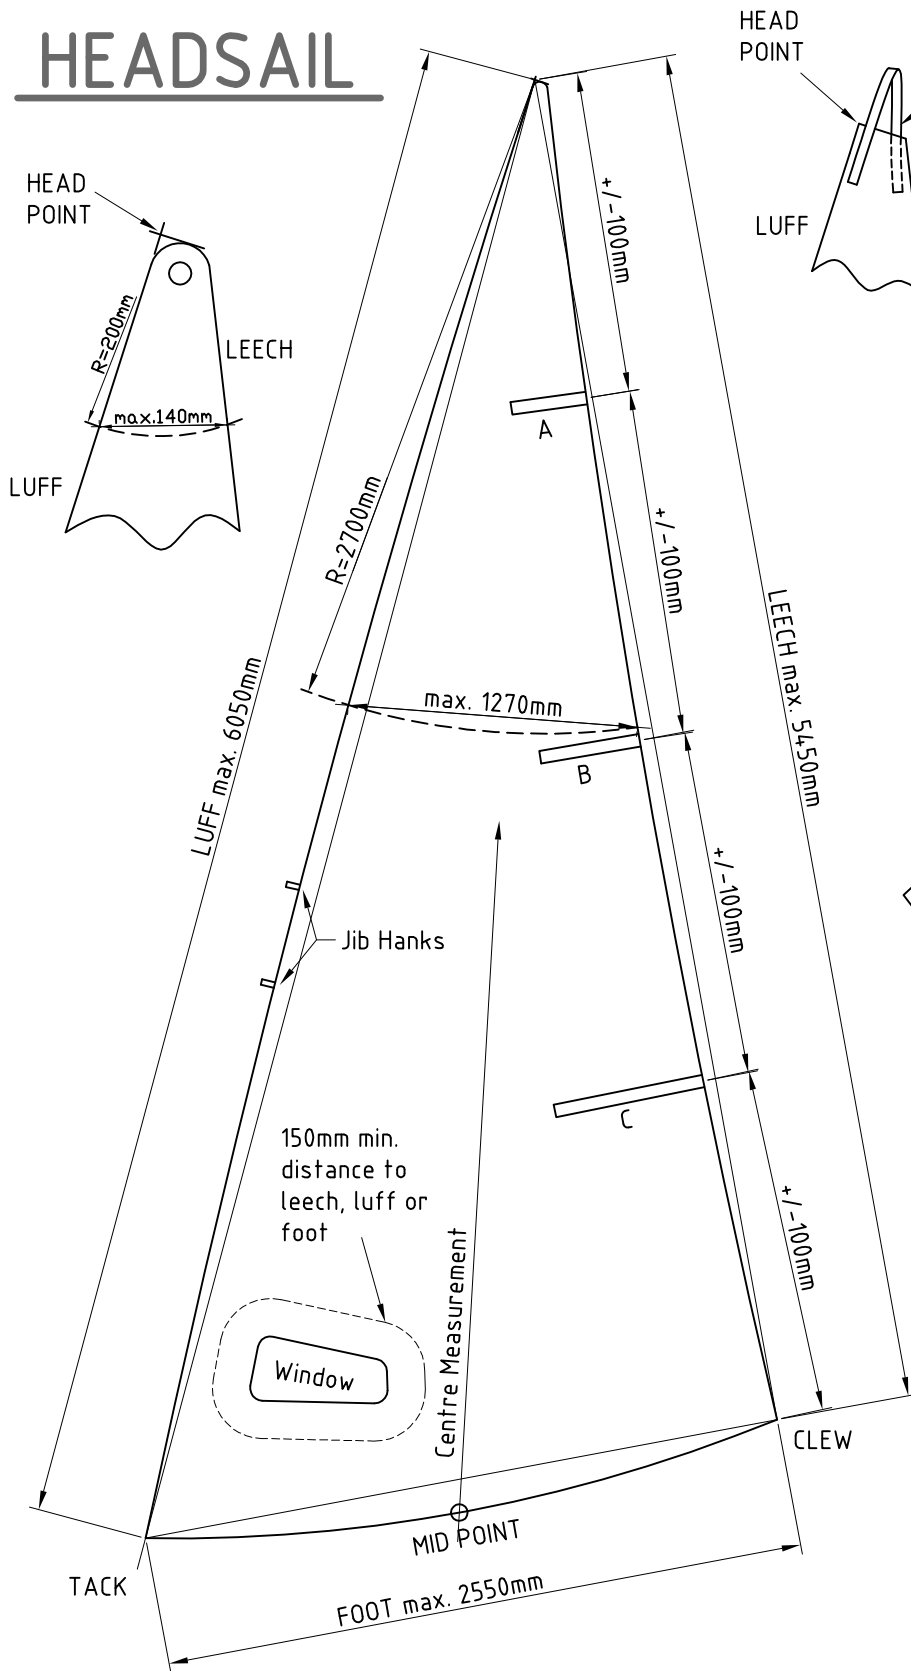 HEADSAIL
HEAD
POINT
HEAD
POINT
LUFF
R=200mm
LEECH
max.140mm
LUFF
+/-100mm
A
R=2700mm
+/-100mm
LEECH max. 5450mm
LUFF max. 6050mm
max. 1270mm
B
+/-100mm
Jib Hanks
C
150mm min.
distance to
leech, luff or
foot
+/-100mm
Centre Measurement
Window
CLEW
MID POINT
TACK
FOOT max. 2550mm